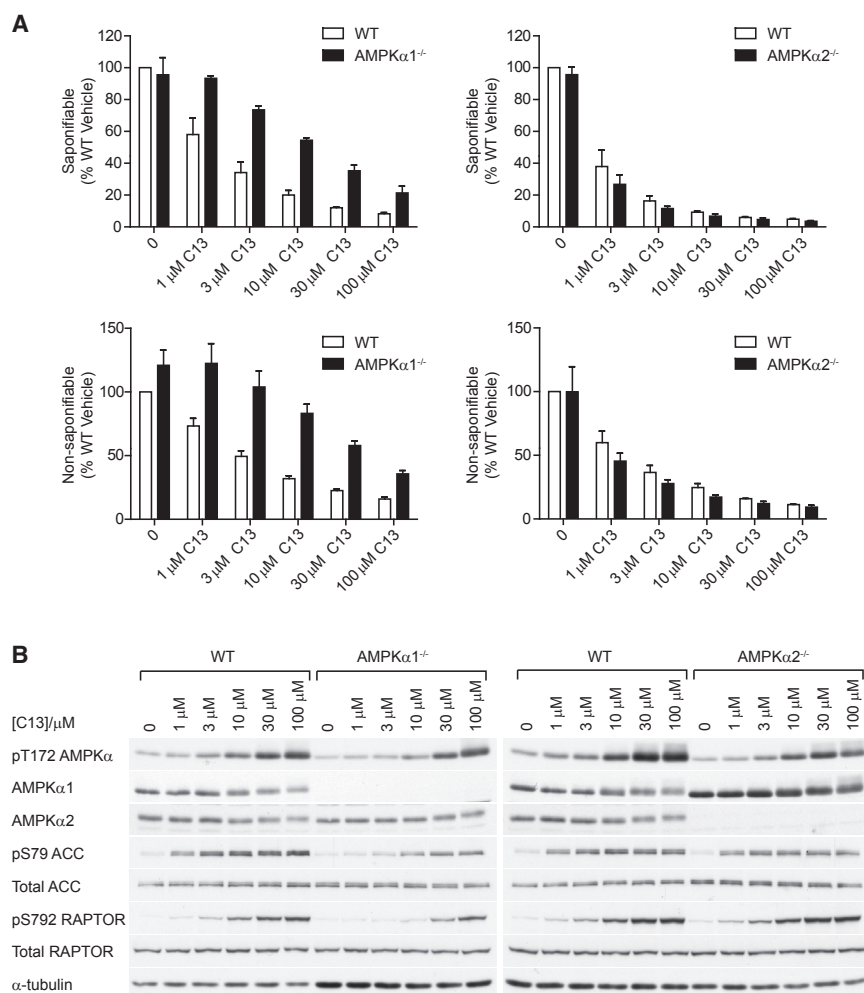 A
WT
AMPKα1-/-
Saponifiable
(% WT Vehicle)
120
100
80
60
40
20
0
0
1 μM C13
3 μM C13
10 μM C13
30 μM C13
100 μM C13
WT
AMPKα2-/-
Saponifiable
(% WT Vehicle)
120
100
80
60
40
20
0
0
1 μM C13
3 μM C13
10 μM C13
30 μM C13
100 μM C13
WT
AMPKα1-/-
Non-saponifiable
(% WT Vehicle)
150
100
50
0
0
1 μM C13
3 μM C13
10 μM C13
30 μM C13
100 μM C13
WT
AMPKα2-/-
Non-saponifiable
(% WT Vehicle)
150
100
50
0
0
1 μM C13
3 μM C13
10 μM C13
30 μM C13
100 μM C13
B
WT AMPKα1-/- WT AMPKα2-/-
[C13]/μM 0 1 μM 3 μM 10 μM 30 μM 100 μM 0 1 μM 3 μM 10 μM 30 μM 100 μM 0 1 μM 3 μM 10 μM 30 μM 100 μM 0 1 μM 3 μM 10 μM 30 μM 100 μM
pT172 AMPKα
AMPKα1
AMPKα2
pS79 ACC
Total ACC
pS792 RAPTOR
Total RAPTOR
α-tubulin